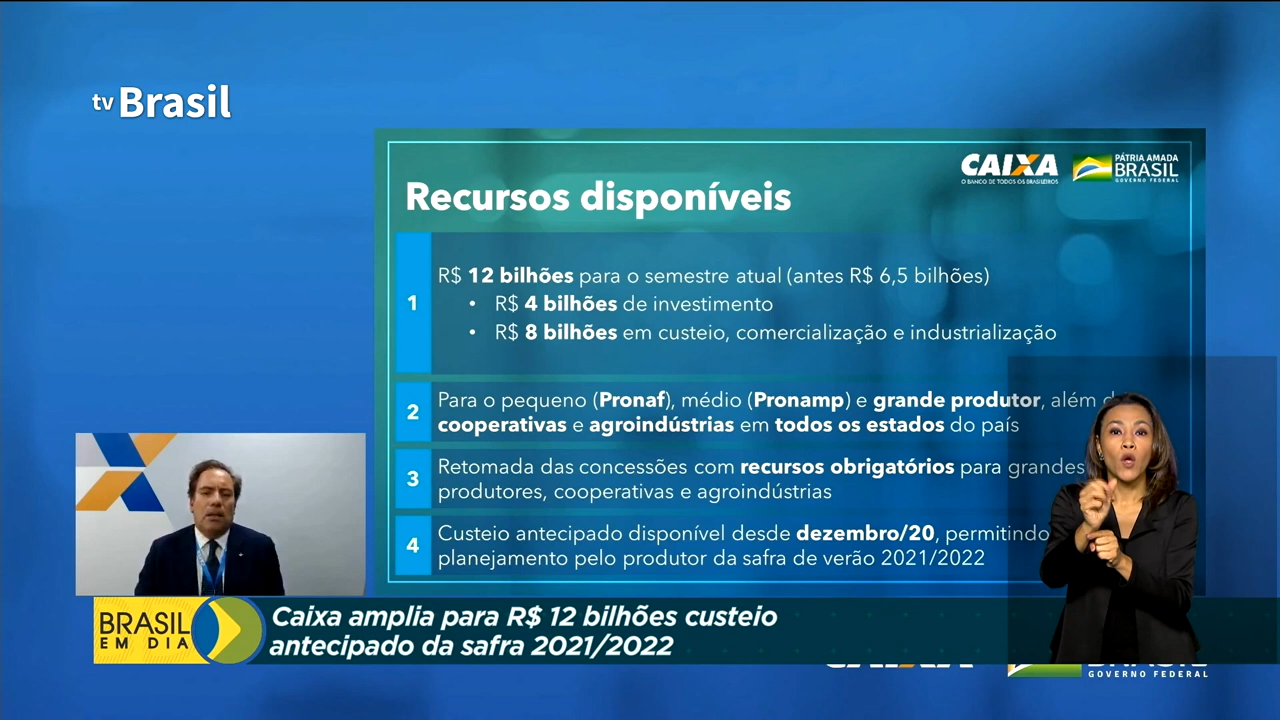 tv Brasil
CAIXA
O BANCO DE TODOS OS BRASILEIROS
PÁTRIA AMADA
BRASIL
GOVERNO FEDERAL
Recursos disponíveis
1
R$ 12 bilhões para o semestre atual (antes R$ 6,5 bilhões)
• R$ 4 bilhões de investimento
• R$ 8 bilhões em custeio, comercialização e industrialização
2
Para o pequeno (Pronaf), médio (Pronamp) e grande produtor, além
cooperativas e agroindústrias em todos os estados do país
3
Retomada das concessões com recursos obrigatórios para grandes
produtores, cooperativas e agroindústrias
4
Custeio antecipado disponível desde dezembro/20, permitindo
planejamento pelo produtor da safra de verão 2021/2022
BRASIL
EM DIA
Caixa amplia para R$ 12 bilhões custeio
antecipado da safra 2021/2022
CAIXA
BRASIL
GOVERNO FEDERAL